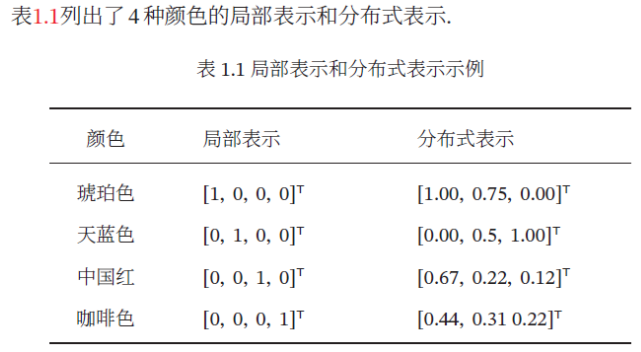 表1.1列出了4种颜色的局部表示和分布式表示.
表 1.1 局部表示和分布式表示示例
颜色 局部表示 分布式表示
琥珀色 [1, 0, 0, 0]ᵀ [1.00, 0.75, 0.00]ᵀ
天蓝色 [0, 1, 0, 0]ᵀ [0.00, 0.5, 1.00]ᵀ
中国红 [0, 0, 1, 0]ᵀ [0.67, 0.22, 0.12]ᵀ
咖啡色 [0, 0, 0, 1]ᵀ [0.44, 0.31 0.22]ᵀ